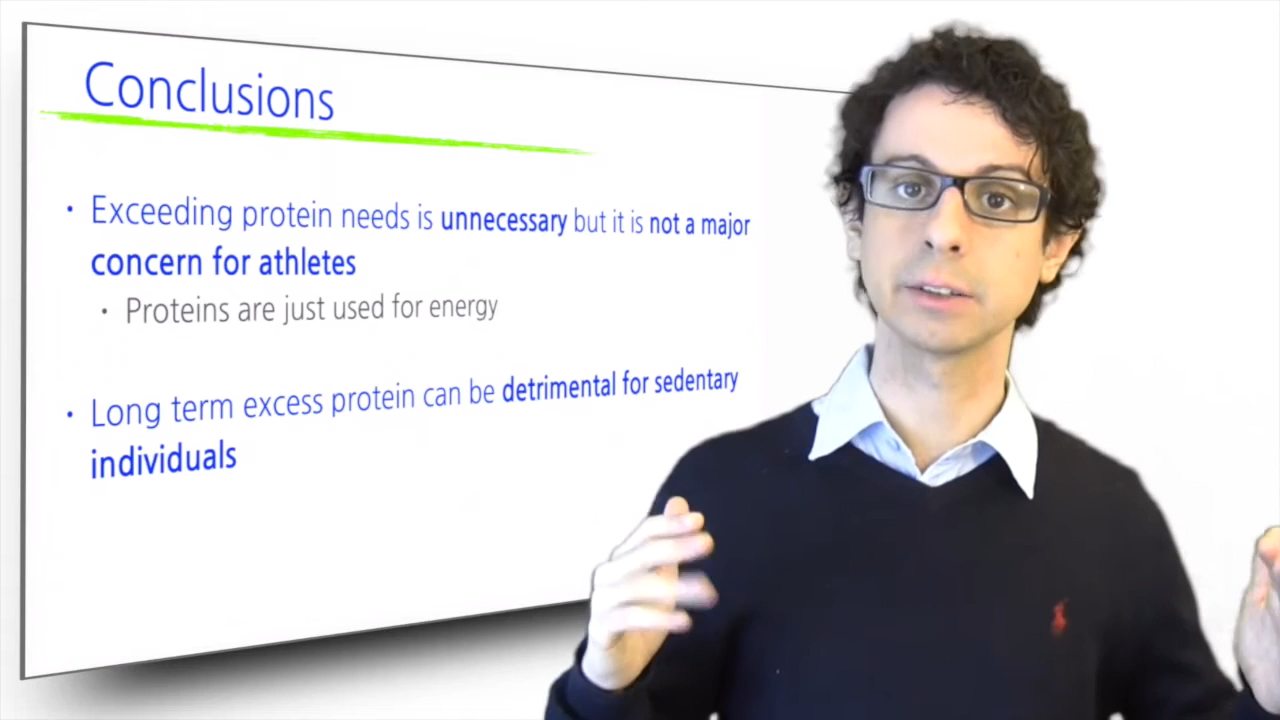 Conclusions
• Exceeding protein needs is unnecessary but it is not a major
concern for athletes
• Proteins are just used for energy
• Long term excess protein can be detrimental for sedentary
individuals